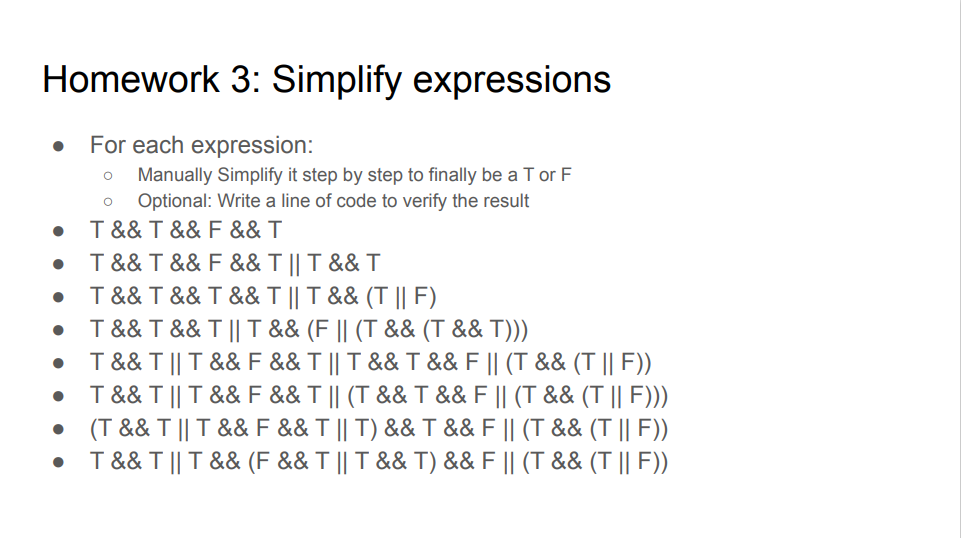 Homework 3: Simplify expressions
● For each expression:
○ Manually Simplify it step by step to finally be a T or F
○ Optional: Write a line of code to verify the result
● T && T && F && T
● T && T && F && T || T && T
● T && T && T && T || T && (T || F)
● T && T && T || T && (F || (T && (T && T)))
● T && T || T && F && T || T && T && F || (T && (T || F))
● T && T || T && F && T || (T && T && F || (T && (T || F)))
● (T && T || T && F && T || T) && T && F || (T && (T || F))
● T && T || T && (F && T || T && T) && F || (T && (T || F))